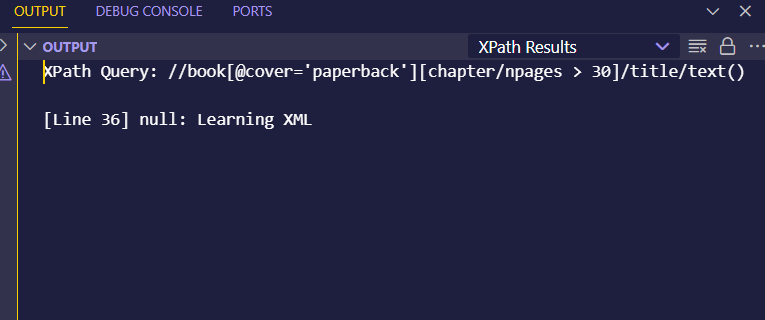 OUTPUT DEBUG CONSOLE PORTS
OUTPUT XPath Results
XPath Query: //book[@cover='paperback'][chapter/npages > 30]/title/text()
[Line 36] null: Learning XML